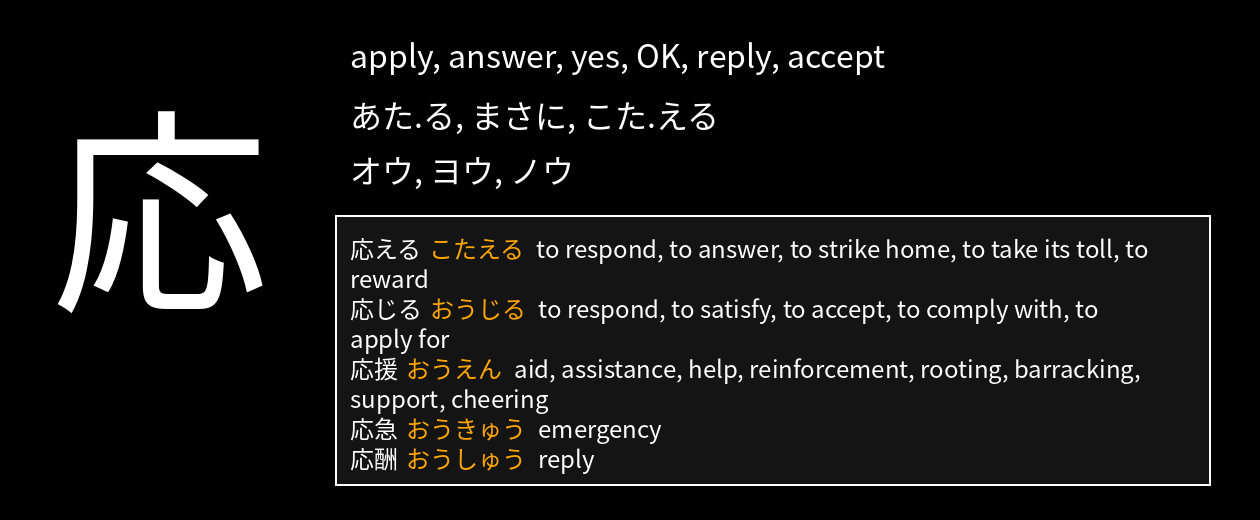 応
apply, answer, yes, OK, reply, accept
あた.る, まさに, こた.える
オウ, ヨウ, ノウ
応える こたえる to respond, to answer, to strike home, to take its toll, to
reward
応じる おうじる to respond, to satisfy, to accept, to comply with, to
apply for
応援 おうえん aid, assistance, help, reinforcement, rooting, barracking,
support, cheering
応急 おうきゅう emergency
応酬 おうしゅう reply